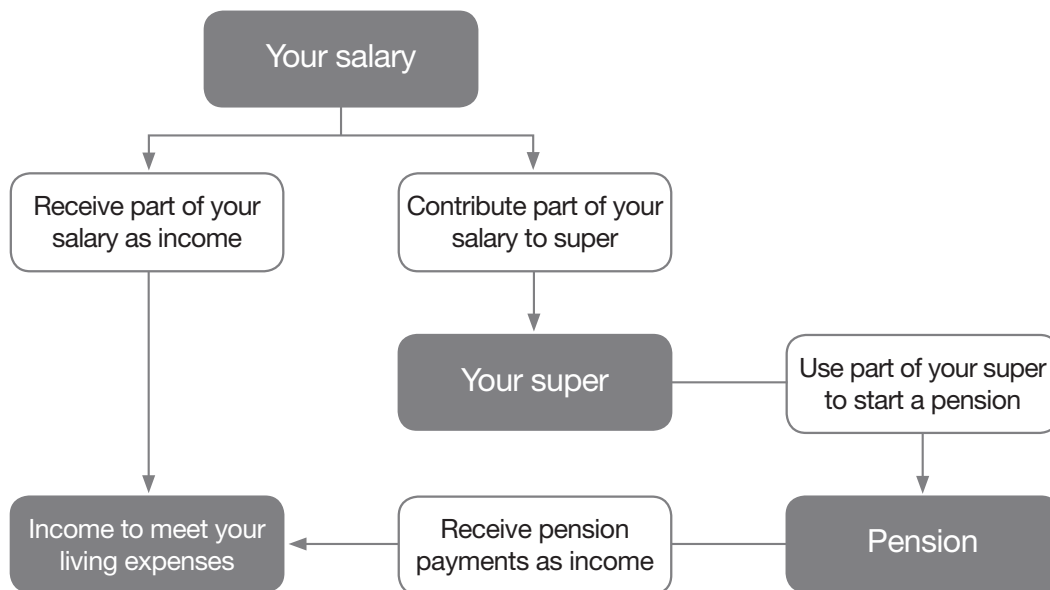 Your salary
Receive part of your
salary as income
Contribute part of your
salary to super
Your super
Use part of your super
to start a pension
Income to meet your
living expenses
Receive pension
payments as income
Pension